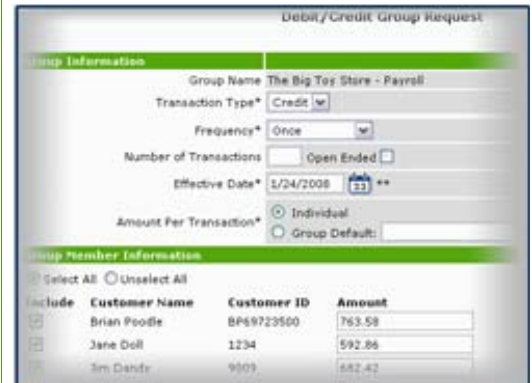 Debit/Credit Group Request
Group Information
Group Name The Big Toy Store - Payroll
Transaction Type* Credit
Frequency* Once
Number of Transactions Open Ended
Effective Date* 1/24/2008 23 **
Amount Per Transaction* Individual
Group Default:
Group Member Information
Select All Unselect All
Include Customer Name Customer ID Amount
Brian Poodle BP69723500 763.58
Jane Doll 1234 592.86
Jim Dandy 9009 682.42